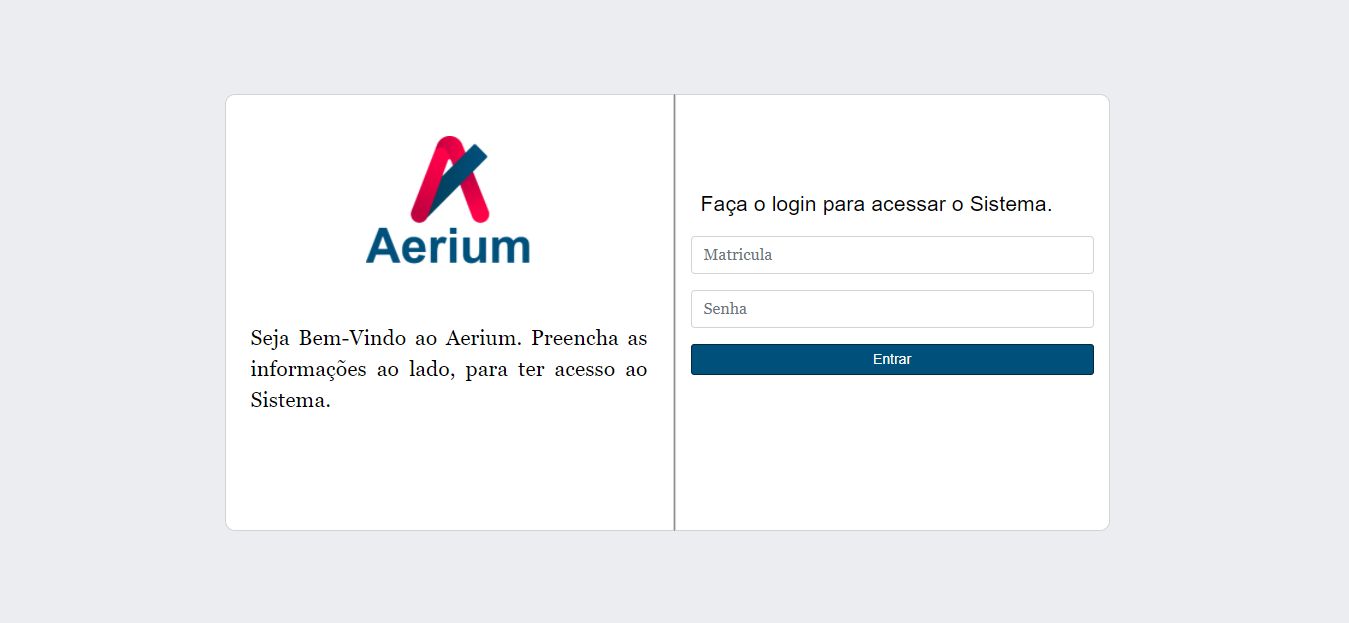 Aerium
Seja Bem-Vindo ao Aerium. Preencha as
informações ao lado, para ter acesso ao
Sistema.
Faça o login para acessar o Sistema.
Matricula
Senha
Entrar